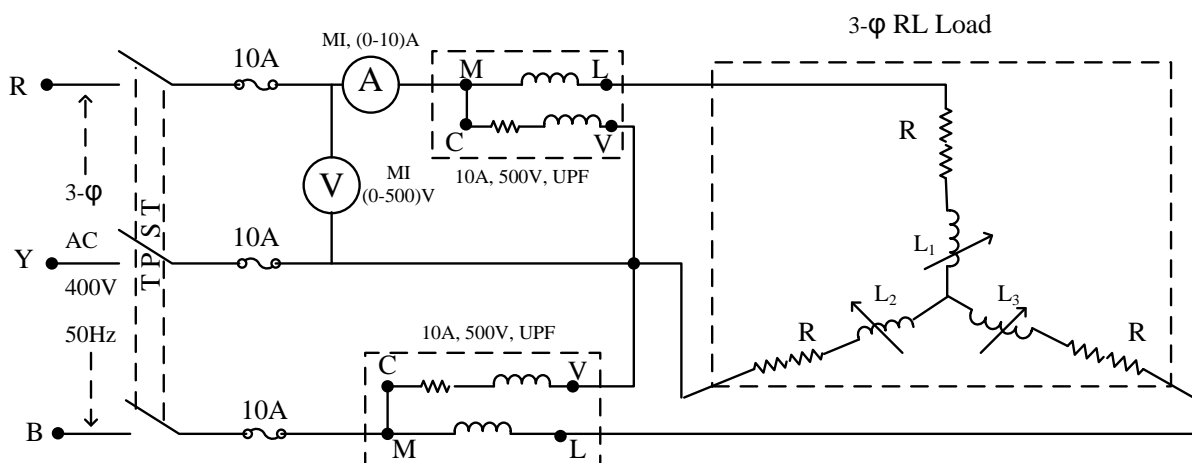 3-φ RL Load
MI, (0-10)A
10A
R
A
M
L
C
V
10A, 500V, UPF
R
3-φ
V
MI
(0-500)V
TPST
10A
Y
AC
400V
L₁
L₂
L₃
R
R
50Hz
10A, 500V, UPF
C
V
10A
B
M
L